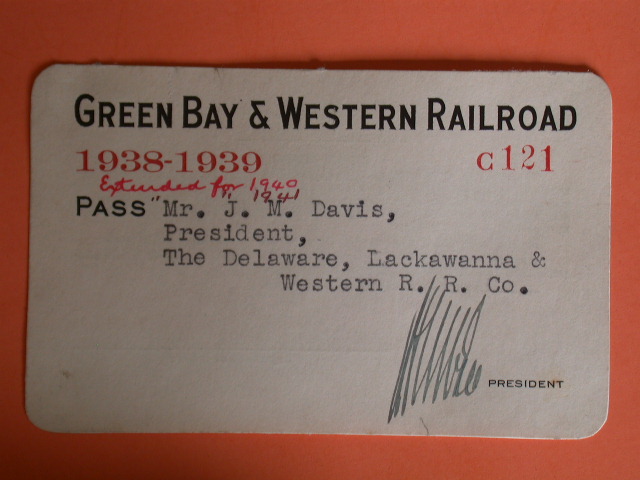 GREEN BAY & WESTERN RAILROAD
1938-1939 C121
Extended for 1940
" 1941
PASS "Mr. J. M. Davis,
President,
The Delaware, Lackawanna &
Western R. R. Co.
PRESIDENT